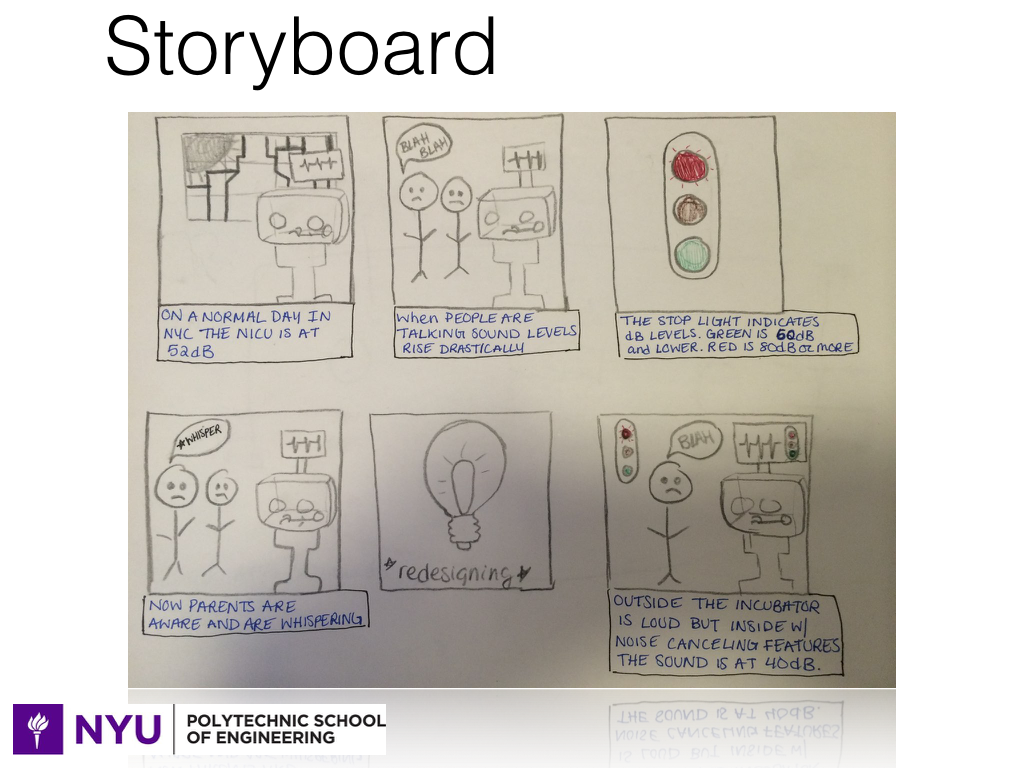 Storyboard
BLAH
BLAH
ON A NORMAL DAY IN
NYC THE NICU IS AT
52dB
When PEOPLE ARE
TALKING SOUND LEVELS
RISE DRASTICALLY
THE STOP LIGHT INDICATES
dB LEVELS. GREEN IS 60dB
and LOWER. RED IS 80dB or MORE
*WHISPER
NOW PARENTS ARE
AWARE AND ARE WHISPERING
*redesigning*
BLAH
OUTSIDE THE INCUBATOR
IS LOUD BUT INSIDE W/
NOISE CANCELING FEATURES
THE SOUND IS AT 40dB.
NYU
POLYTECHNIC SCHOOL
OF ENGINEERING